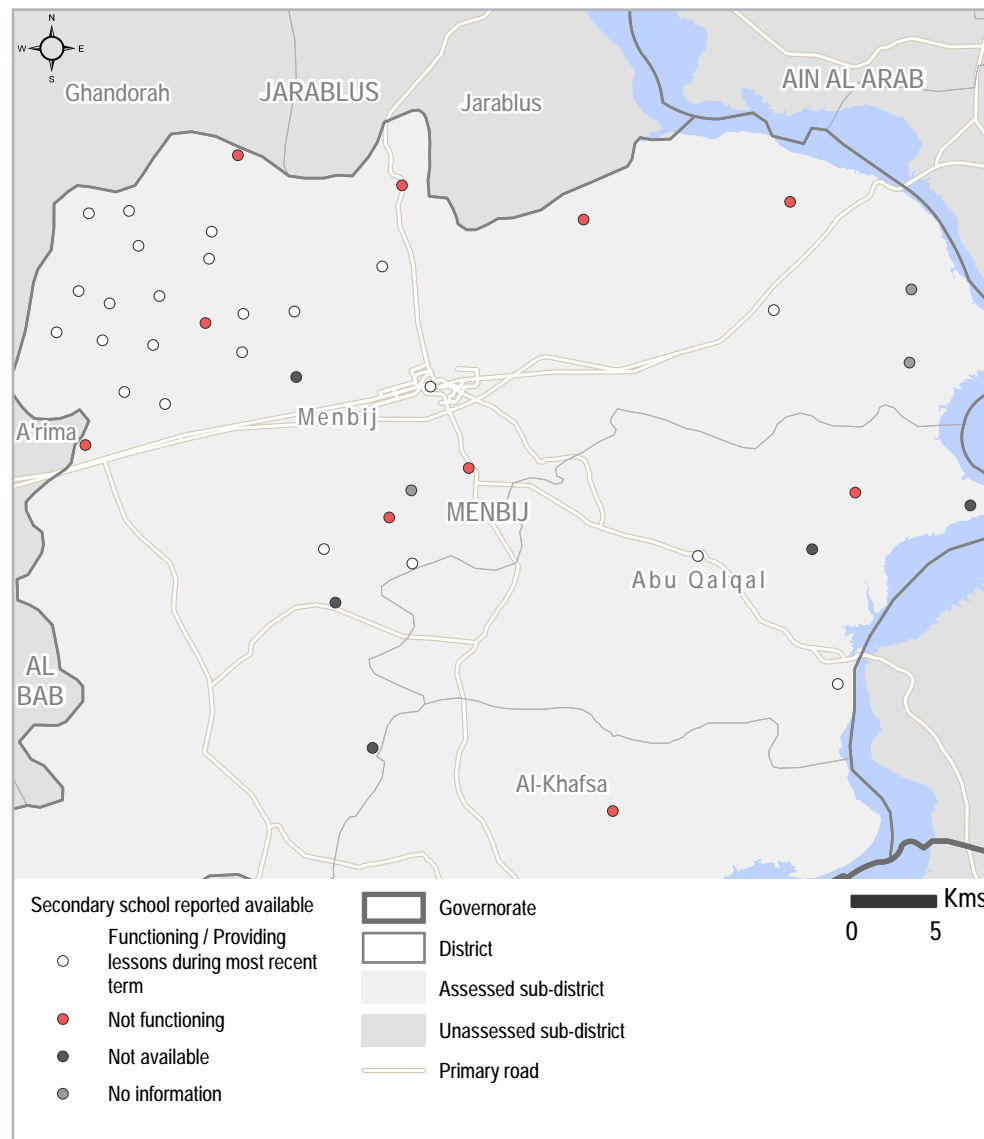 N
W
E
S
Ghandorah
JARABLUS
Jarablus
AIN AL ARAB
A'rima
Menbij
MENBIJ
Abu Qalqal
AL
BAB
Al-Khafsa
Secondary school reported available
Functioning / Providing
lessons during most recent
term
Not functioning
Not available
No information
Governorate
District
Assessed sub-district
Unassessed sub-district
Primary road
Kms
0 5